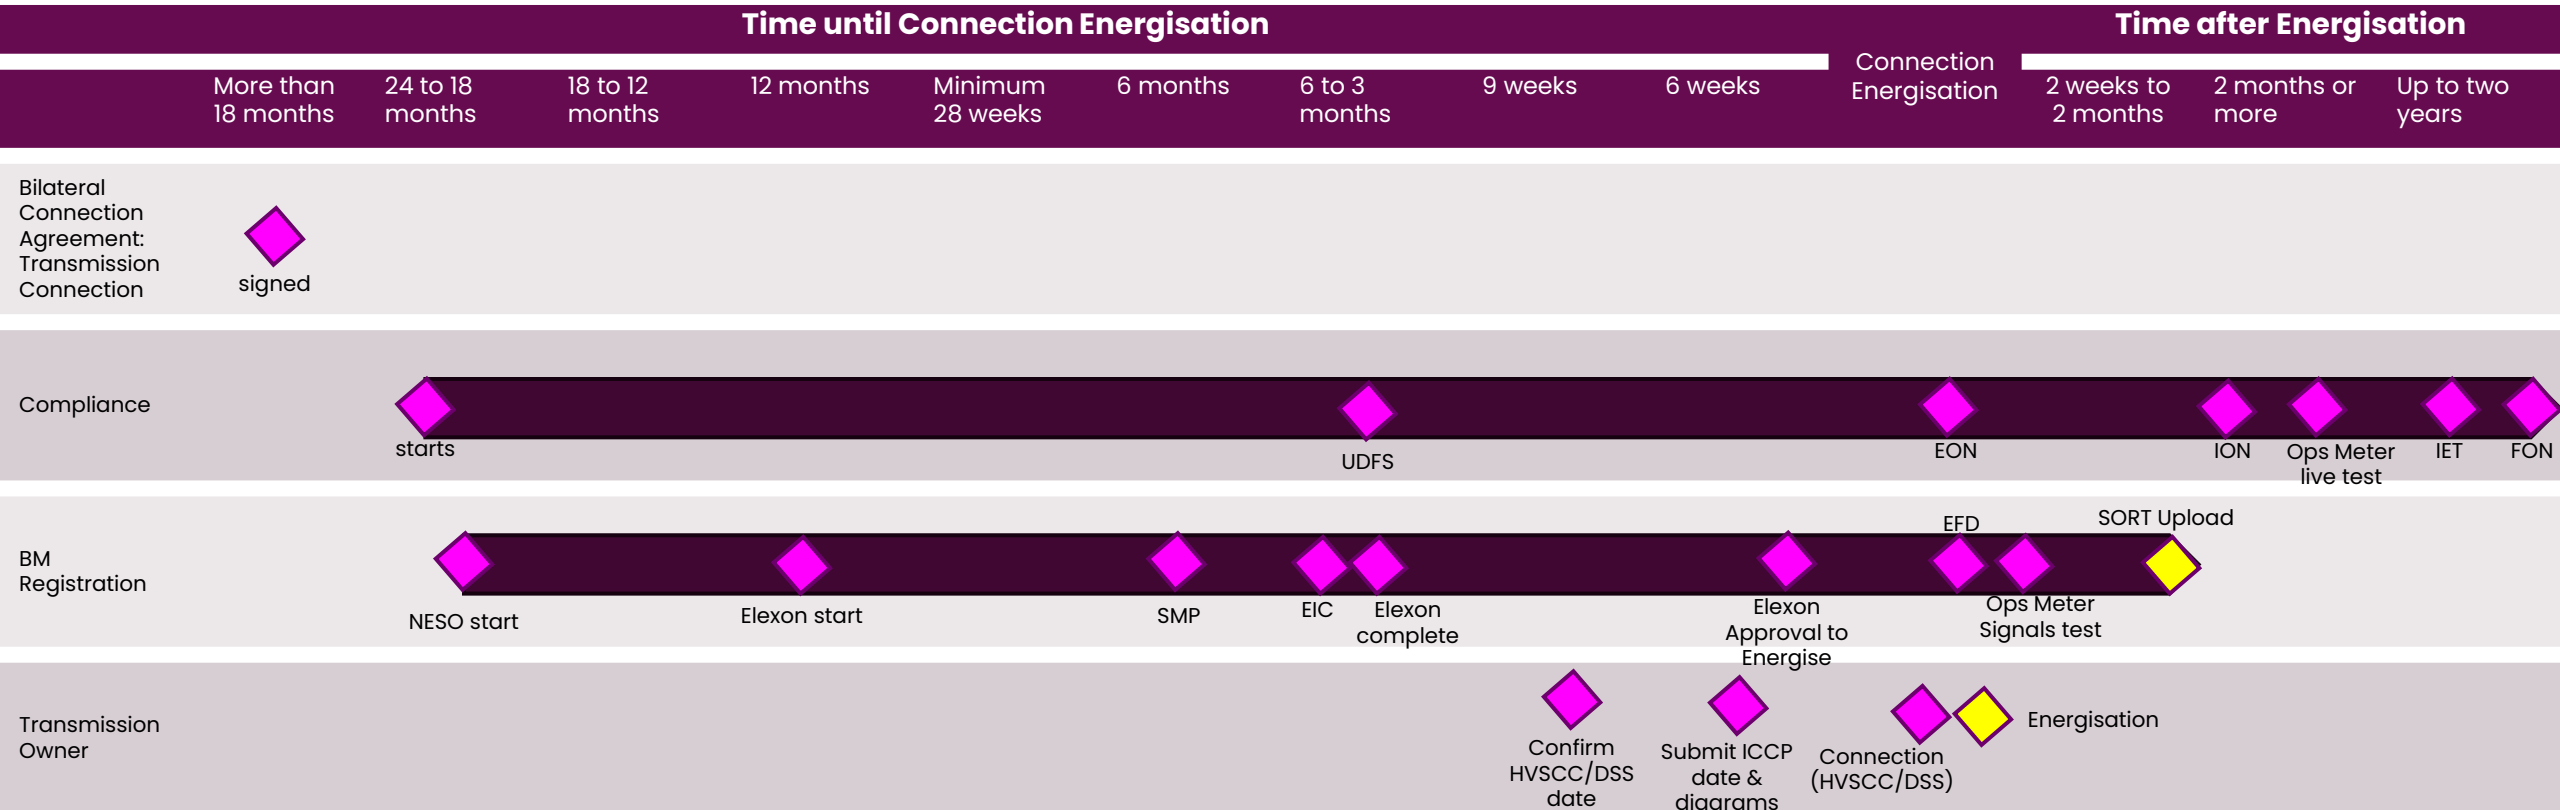 Time until Connection Energisation
Time after Energisation
More than
18 months
24 to 18
months
18 to 12
months
12 months
Minimum
28 weeks
6 months
6 to 3
months
9 weeks
6 weeks
Connection
Energisation
2 weeks to
2 months
2 months or
more
Up to two
years
Bilateral
Connection
Agreement:
Transmission
Connection
signed
Compliance
starts
UDFS
EON
ION
Ops Meter
live test
IET
FON
BM
Registration
NESO start
Elexon start
SMP
EIC
Elexon
complete
Elexon
Approval to
Energise
EFD
Ops Meter
Signals test
SORT Upload
Transmission
Owner
Confirm
HVSCC/DSS
date
Submit ICCP
date &
diagrams
Connection
(HVSCC/DSS)
Energisation